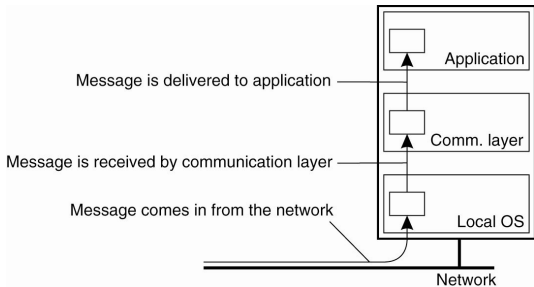 Application
Message is delivered to application
Comm. layer
Message is received by communication layer
Message comes in from the network
Local OS
Network